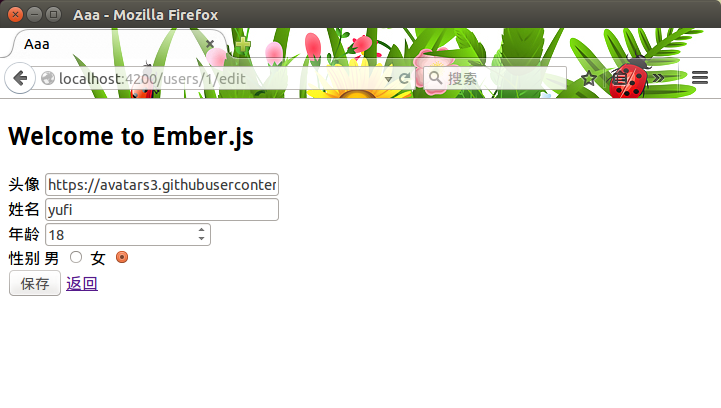 Aaa - Mozilla Firefox
Aaa
localhost:4200/users/1/edit 搜索
Welcome to Ember.js
头像 https://avatars3.githubuserconten
姓名 yufi
年龄 18
性别 男 女
保存 返回